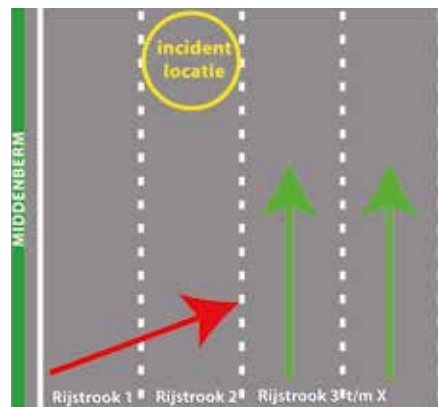 incident
locatie
MIDDENBERM
Rijstrook 1 Rijstrook 2 Rijstrook 3 t/m X